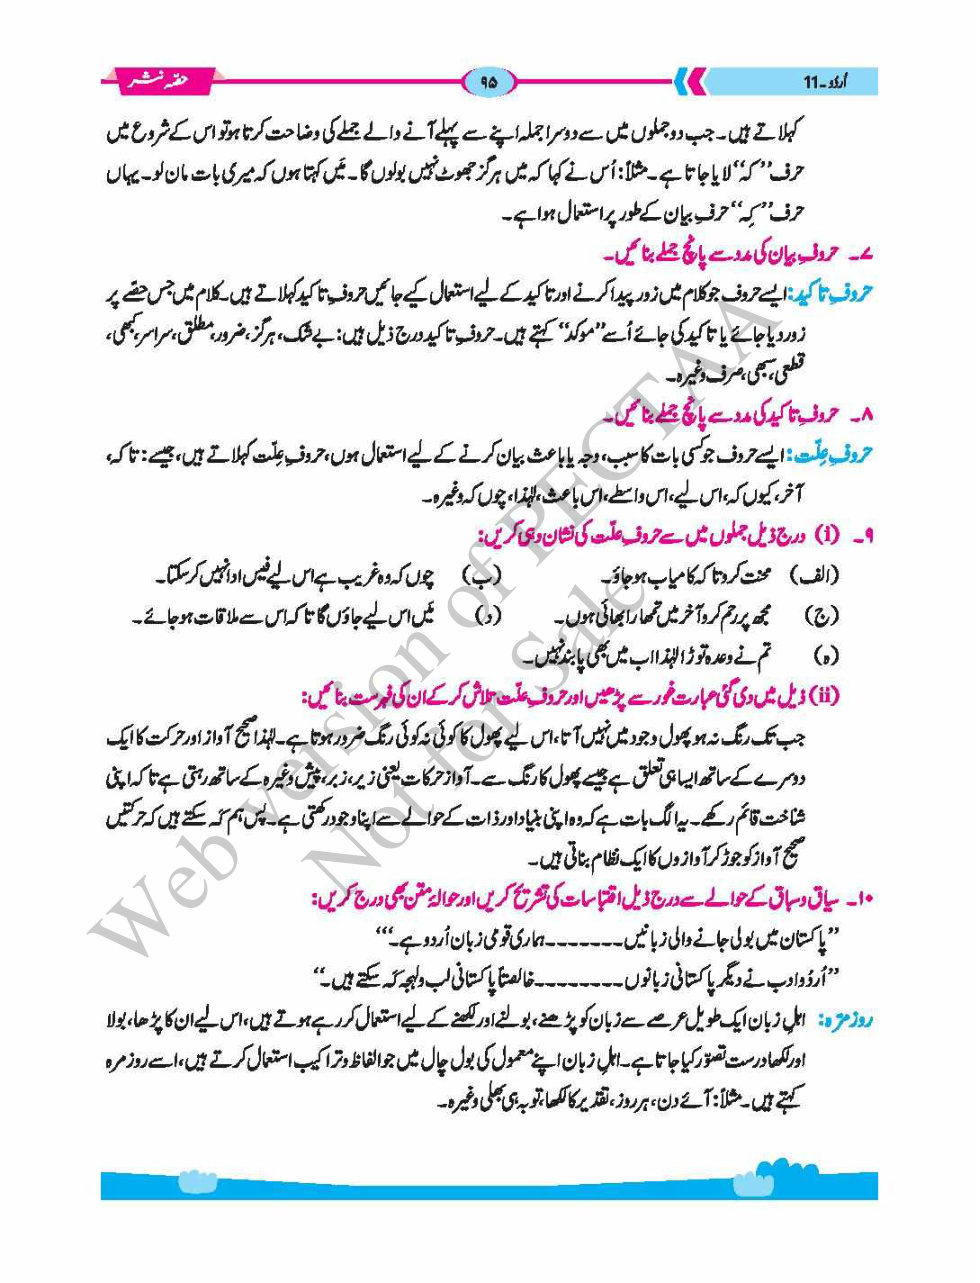 اُردُو۔11
۹۵
حصّہ نثر
کہلاتے ہیں۔ جب دو جملوں میں سے دوسرا جملہ اپنے سے پہلے آنے والے جملے کی وضاحت کرتا ہو تو اس کے شروع میں
حرف ’’کہ‘‘ لایا جاتا ہے۔ مثلاً: اُس نے کہا کہ میں ہرگز جھوٹ نہیں بولوں گا۔ مَیں کہتا ہوں کہ میری بات مان لو۔ یہاں
حرف ’’کِہ‘‘ حرفِ بیان کے طور پر استعمال ہوا ہے۔
۷۔ حروفِ بیان کی مدد سے پانچ جملے بنائیں۔
حروفِ تاکید: ایسے حروف جو کلام میں زور پیدا کرنے اور تاکید کے لیے استعمال کیے جائیں حروفِ تاکید کہلاتے ہیں۔ کلام میں جس حصّے پر
زور دیا جائے یا تاکید کی جائے اُسے ’’موکد‘‘ کہتے ہیں۔ حروفِ تاکید درج ذیل ہیں: بے شک، ہرگز، ضرور، مطلق، سراسر، کبھی،
قطعی، سبھی، صرف وغیرہ۔
۸۔ حروفِ تاکید کی مدد سے پانچ جملے بنائیں۔
حروفِ عِلّت: ایسے حروف جو کسی بات کا سبب، وجہ یا باعث بیان کرنے کے لیے استعمال ہوں، حروفِ عِلّت کہلاتے ہیں، جیسے: تاکہ،
آخر، کیوں کہ، اس لیے، اس واسطے، اس باعث، لہٰذا، چوں کہ وغیرہ۔
۹۔ (i) درج ذیل جملوں میں سے حروفِ علّت کی نشان دہی کریں:
(الف) محنت کرو تاکہ کامیاب ہو جاؤ۔ (ب) چوں کہ وہ غریب ہے اس لیے فیس ادا نہیں کر سکتا۔
(ج) مجھ پر رحم کرو آخر میں تمھارا بھائی ہوں۔ (د) مَیں اس لیے جاؤں گا تاکہ اس سے ملاقات ہو جائے۔
(ہ) تم نے وعدہ توڑا لہٰذا اب میں بھی پابند نہیں۔
(ii) ذیل میں دی گئی عبارت غور سے پڑھیں اور حروفِ علّت تلاش کر کے ان کی فہرست بنائیں:
جب تک رنگ نہ ہو پھول وجود میں نہیں آتا، اس لیے پھول کا کوئی نہ کوئی رنگ ضرور ہوتا ہے۔ لہٰذا صحیح آواز اور حرکت کا ایک
دوسرے کے ساتھ ایسا ہی تعلق ہے جیسے پھول کا رنگ سے۔ آواز حرکات یعنی زیر، زبر، پیش وغیرہ کے ساتھ رہتی ہے تاکہ اپنی
شناخت قائم رکھے۔ یہ الگ بات ہے کہ وہ اپنی بنیاد اور ذات کے حوالے سے اپنا وجود رکھتی ہے۔ پس ہم کَہ سکتے ہیں کہ حرکتیں
صحیح آواز کو جوڑ کر آوازوں کا ایک نظام بناتی ہیں۔
۱۰۔ سیاق و سباق کے حوالے سے درج ذیل اقتباسات کی تشریح کریں اور حوالۂ متن بھی درج کریں:
’’پاکستان میں بولی جانے والی زبانیں۔۔۔۔۔۔۔ہماری قومی زبان اُردو ہے۔‘‘‘
’’اُردُو ادب نے دیگر پاکستانی زبانوں۔۔۔۔۔۔۔۔خالصتاً پاکستانی لب و لہجہ کَہ سکتے ہیں۔‘‘
روزمرّہ: اہلِ زبان ایک طویل عرصے سے زبان کو پڑھنے، بولنے اور لکھنے کے لیے استعمال کر رہے ہوتے ہیں، اس لیے ان کا پڑھا، بولا
اور لکھا درست تصوّر کیا جاتا ہے۔ اہلِ زبان اپنے معمول کی بول چال میں جو الفاظ و تراکیب استعمال کرتے ہیں، اسے روزمرہ
کہتے ہیں۔ مثلاً: آئے دن، ہر روز، تقدیر کا لکھا، توبہ ہی بھلی وغیرہ۔
Web version of PECTAA
Not for Sale